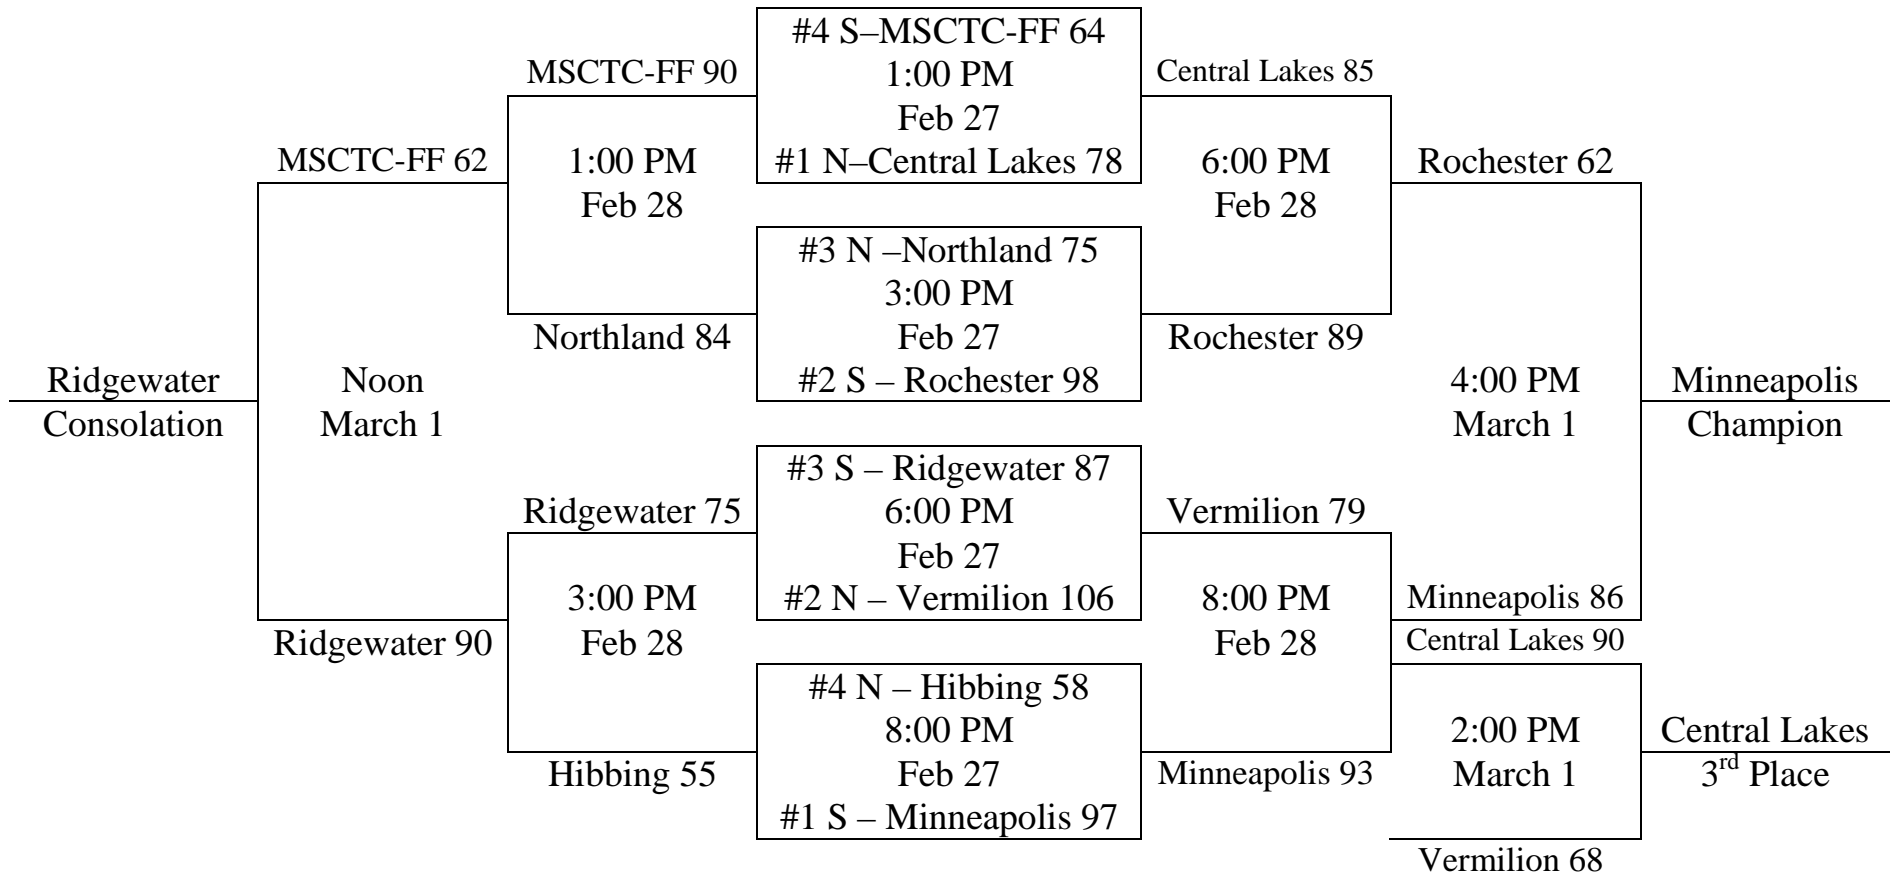 #4 S–MSCTC-FF 64
MSCTC-FF 90
1:00 PM
Central Lakes 85
Feb 27
MSCTC-FF 62
1:00 PM
#1 N–Central Lakes 78
6:00 PM
Rochester 62
Feb 28
Feb 28
#3 N –Northland 75
3:00 PM
Northland 84
Feb 27
Rochester 89
Ridgewater
Noon
#2 S – Rochester 98
4:00 PM
Minneapolis
Consolation
March 1
March 1
Champion
#3 S – Ridgewater 87
Ridgewater 75
6:00 PM
Vermilion 79
Feb 27
3:00 PM
#2 N – Vermilion 106
8:00 PM
Minneapolis 86
Ridgewater 90
Feb 28
Feb 28
Central Lakes 90
#4 N – Hibbing 58
8:00 PM
2:00 PM
Central Lakes
Hibbing 55
Feb 27
Minneapolis 93
March 1
3rd Place
#1 S – Minneapolis 97
Vermilion 68